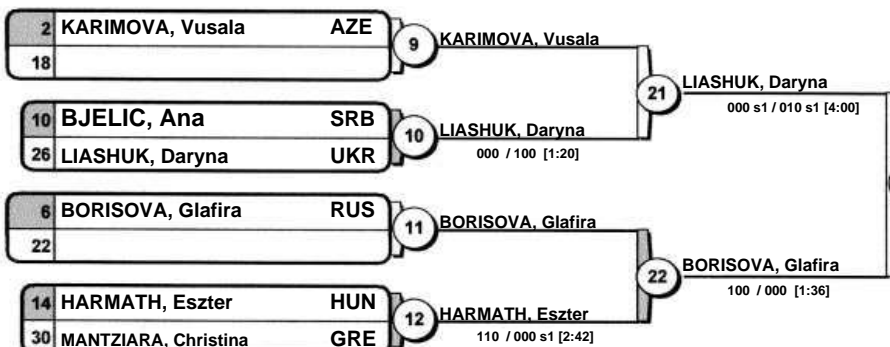 2 KARIMOVA, Vusala AZE
18
9
KARIMOVA, Vusala
10 BJELIC, Ana SRB
26 LIASHUK, Daryna UKR
10
LIASHUK, Daryna
000 / 100 [1:20]
21
LIASHUK, Daryna
000 s1 / 010 s1 [4:00]
6 BORISOVA, Glafira RUS
22
11
BORISOVA, Glafira
14 HARMATH, Eszter HUN
30 MANTZIARA, Christina GRE
12
HARMATH, Eszter
110 / 000 s1 [2:42]
22
BORISOVA, Glafira
100 / 000 [1:36]